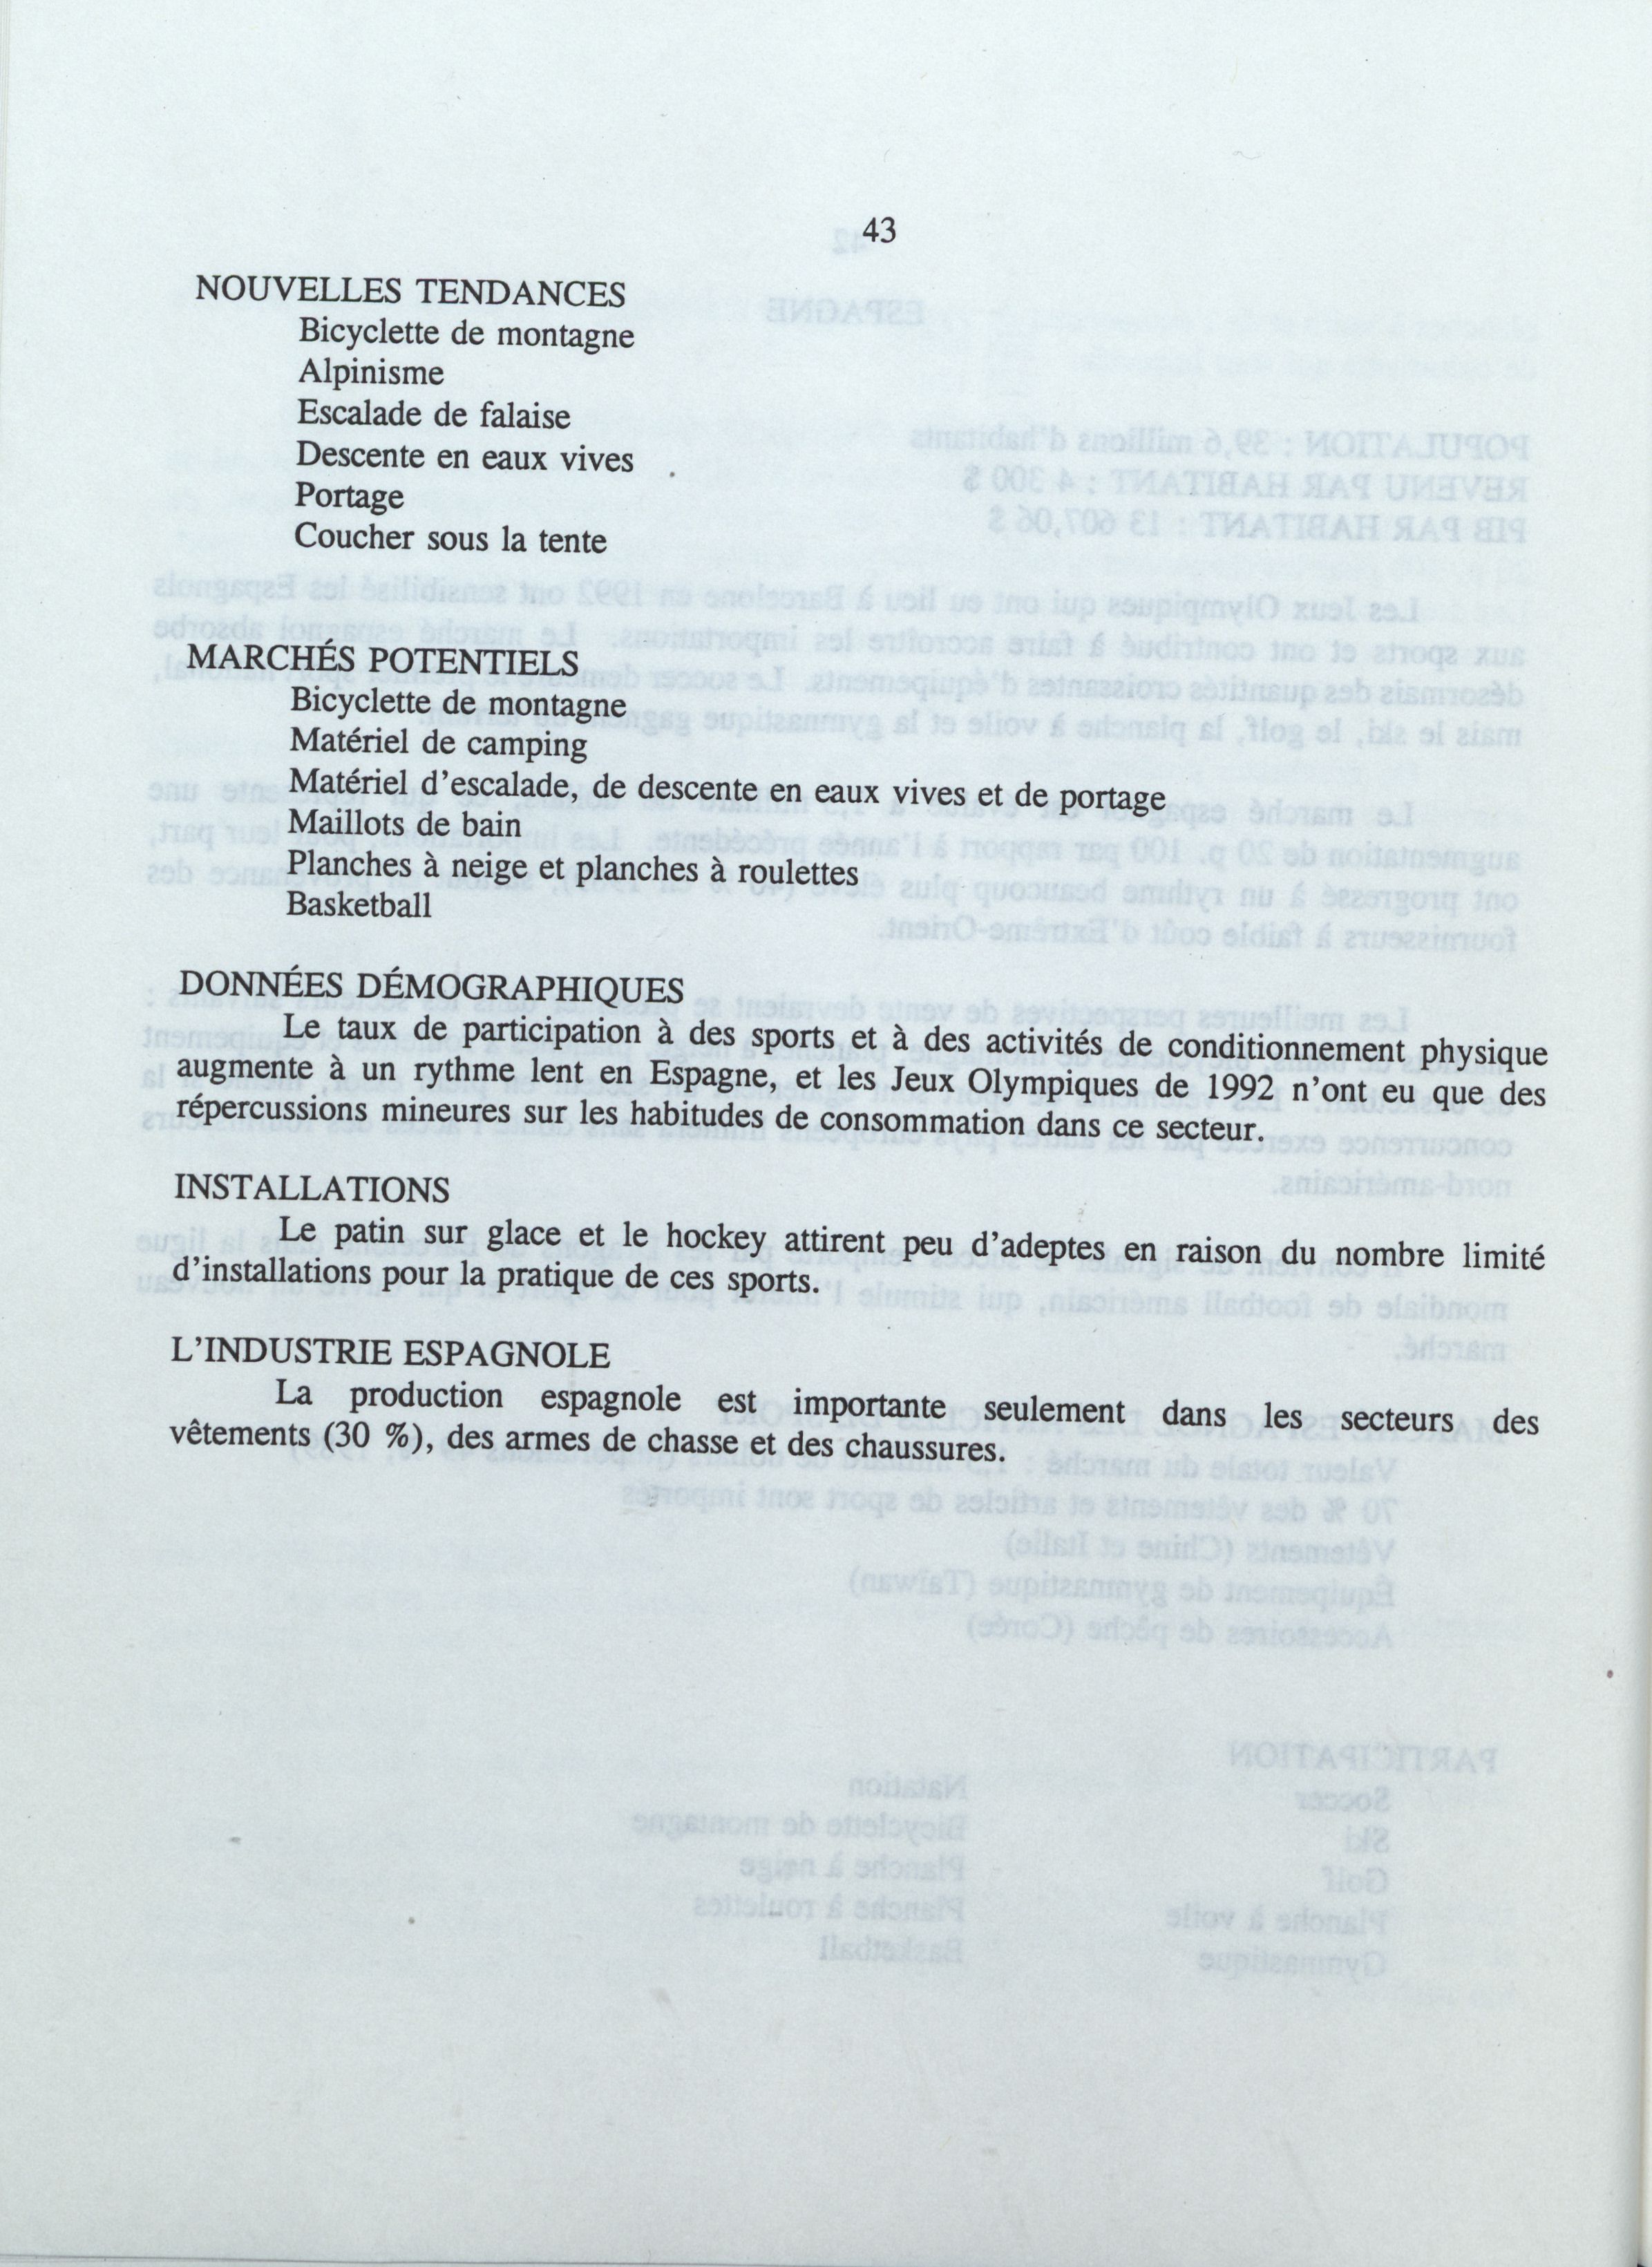 43
NOUVELLES TENDANCES
Bicyclette de montagne
Alpinisme
Escalade de falaise
Descente en eaux vives
Portage
Coucher sous la tente
MARCHÉS POTENTIELS
Bicyclette de montagne
Matériel de camping
Matériel d'escalade, de descente en eaux vives et de portage
Maillots de bain
Planches à neige et planches à roulettes
Basketball
DONNÉES DÉMOGRAPHIQUES
Le taux de participation à des sports et à des activités de conditionnement physique
augmente à un rythme lent en Espagne, et les Jeux Olympiques de 1992 n'ont eu que des
répercussions mineures sur les habitudes de consommation dans ce secteur.
INSTALLATIONS
Le patin sur glace et le hockey attirent peu d'adeptes en raison du nombre limité
d'installations pour la pratique de ces sports.
L'INDUSTRIE ESPAGNOLE
La production espagnole est importante seulement dans les secteurs des
vêtements (30 %), des armes de chasse et des chaussures.